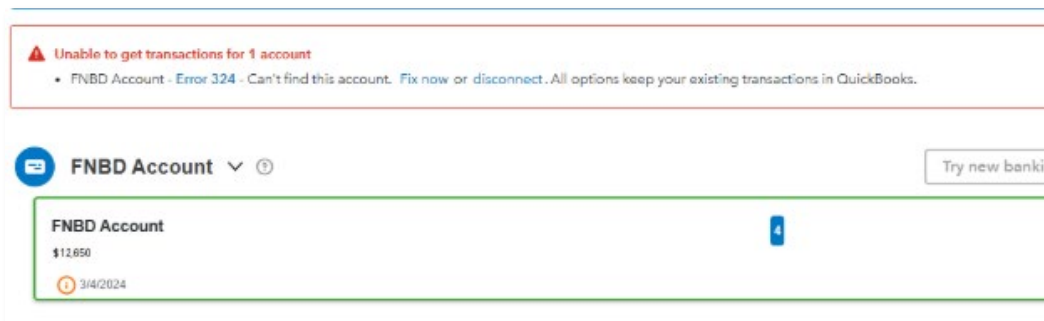 Unable to get transactions for 1 account
• FNBD Account - Error 324 - Can't find this account. Fix now or disconnect. All options keep your existing transactions in QuickBooks.
FNBD Account
Try new banki
FNBD Account
4
$12,650
3/4/2024